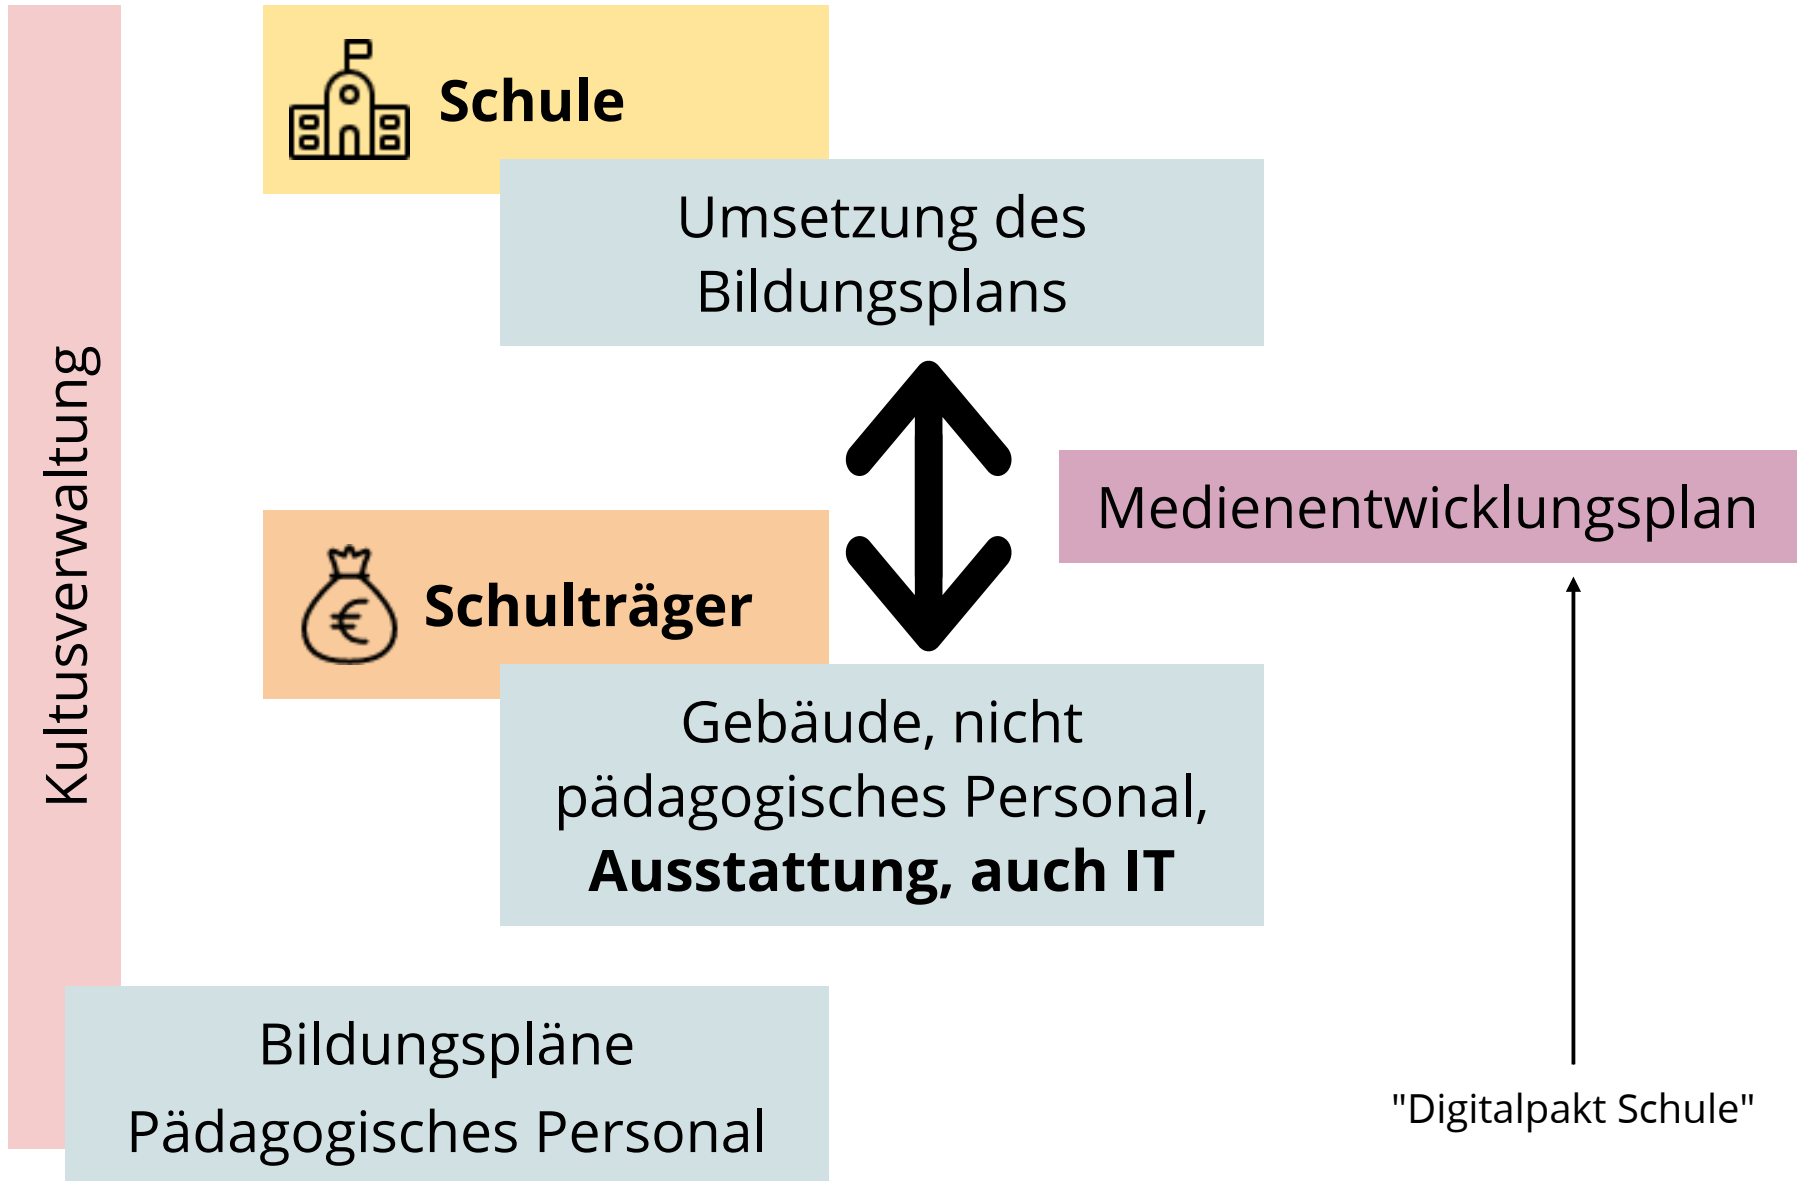 Kultusverwaltung
Schule
Umsetzung des
Bildungsplans
Medienentwicklungsplan
€
Schulträger
Gebäude, nicht
pädagogisches Personal,
Ausstattung, auch IT
Bildungspläne
Pädagogisches Personal
"Digitalpakt Schule"